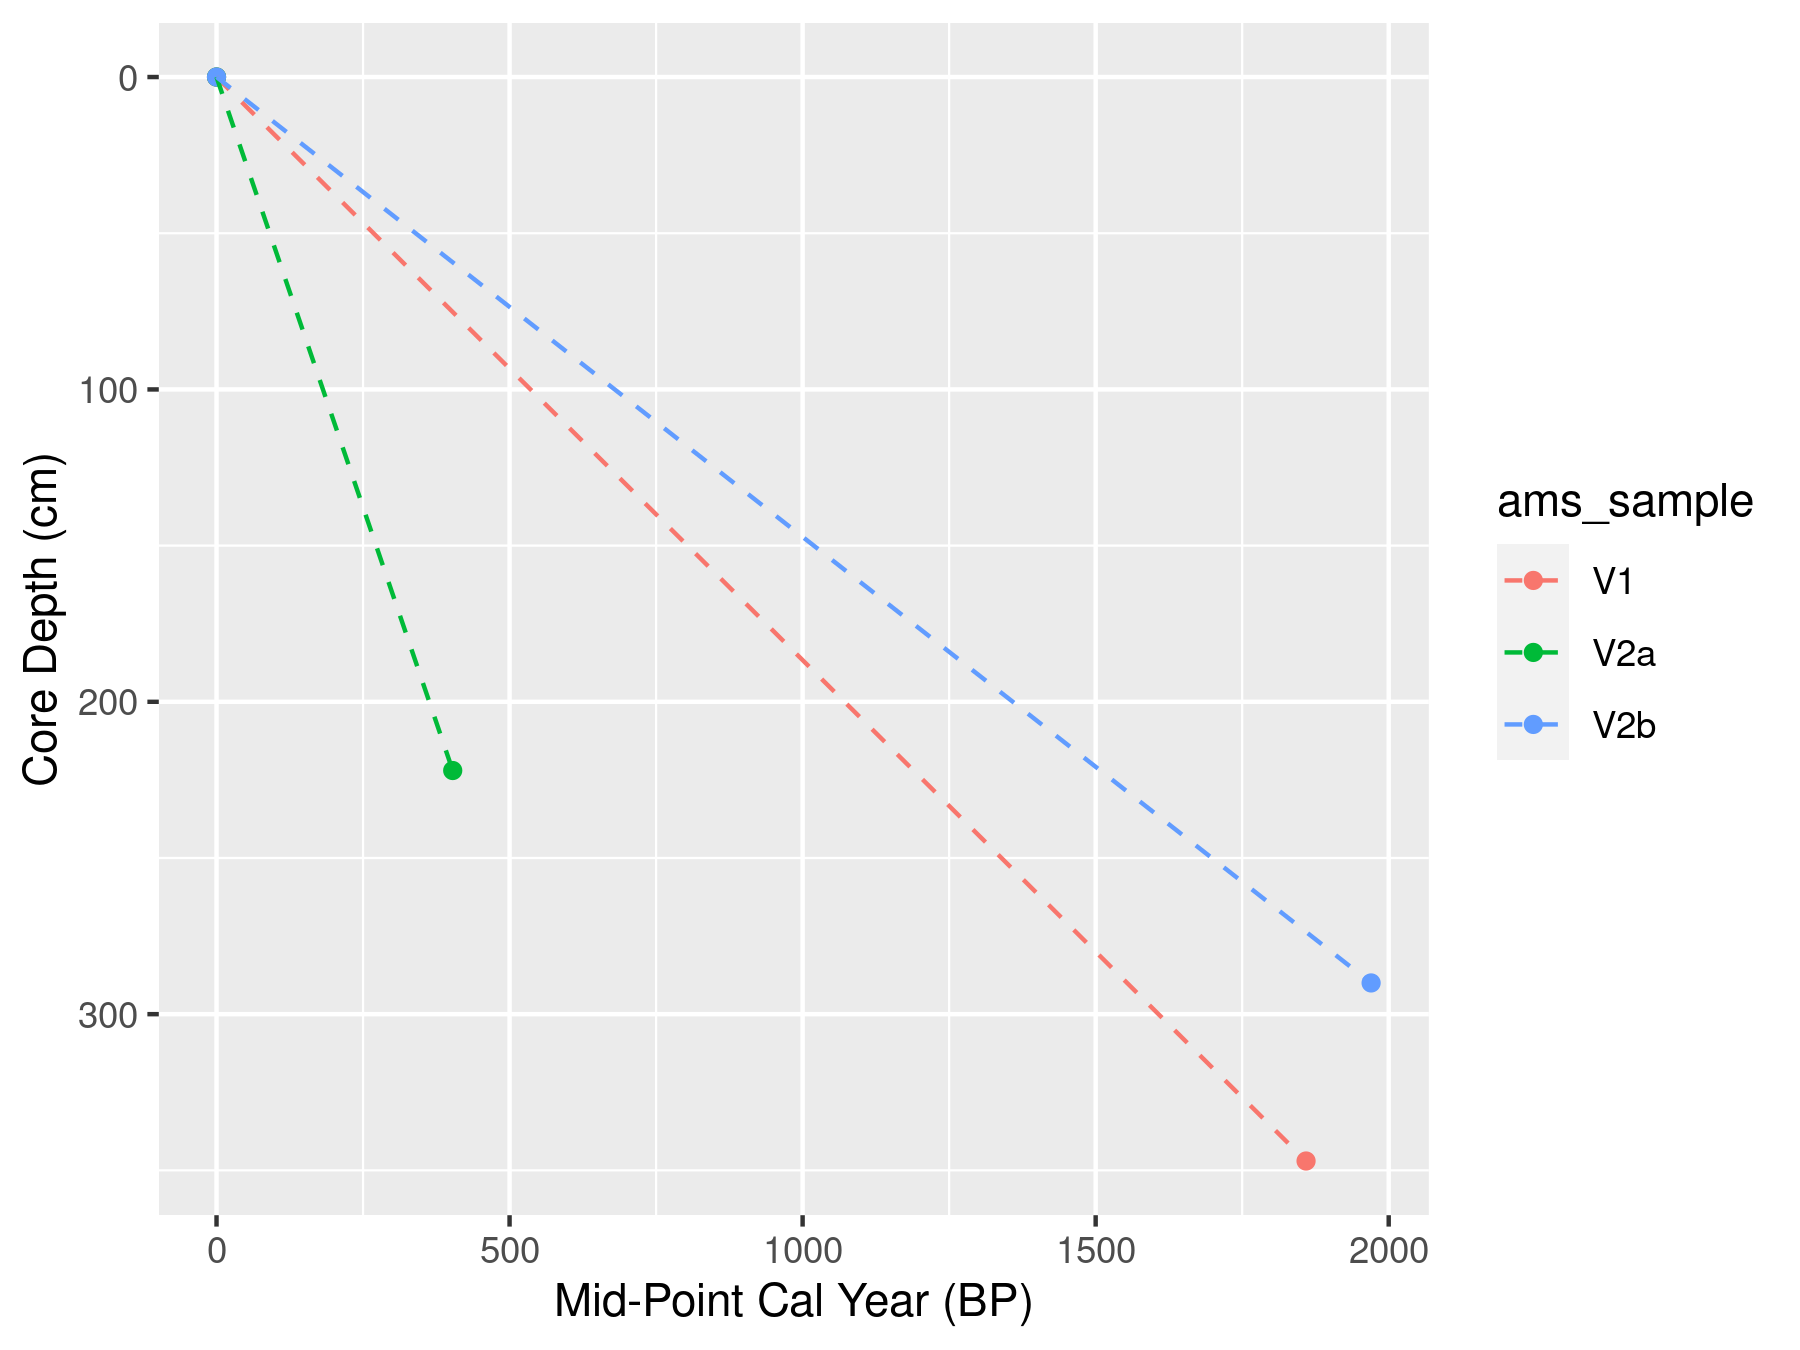 0
100
200
300
Core Depth (cm)
0 500 1000 1500 2000
Mid-Point Cal Year (BP)
ams_sample
V1
V2a
V2b